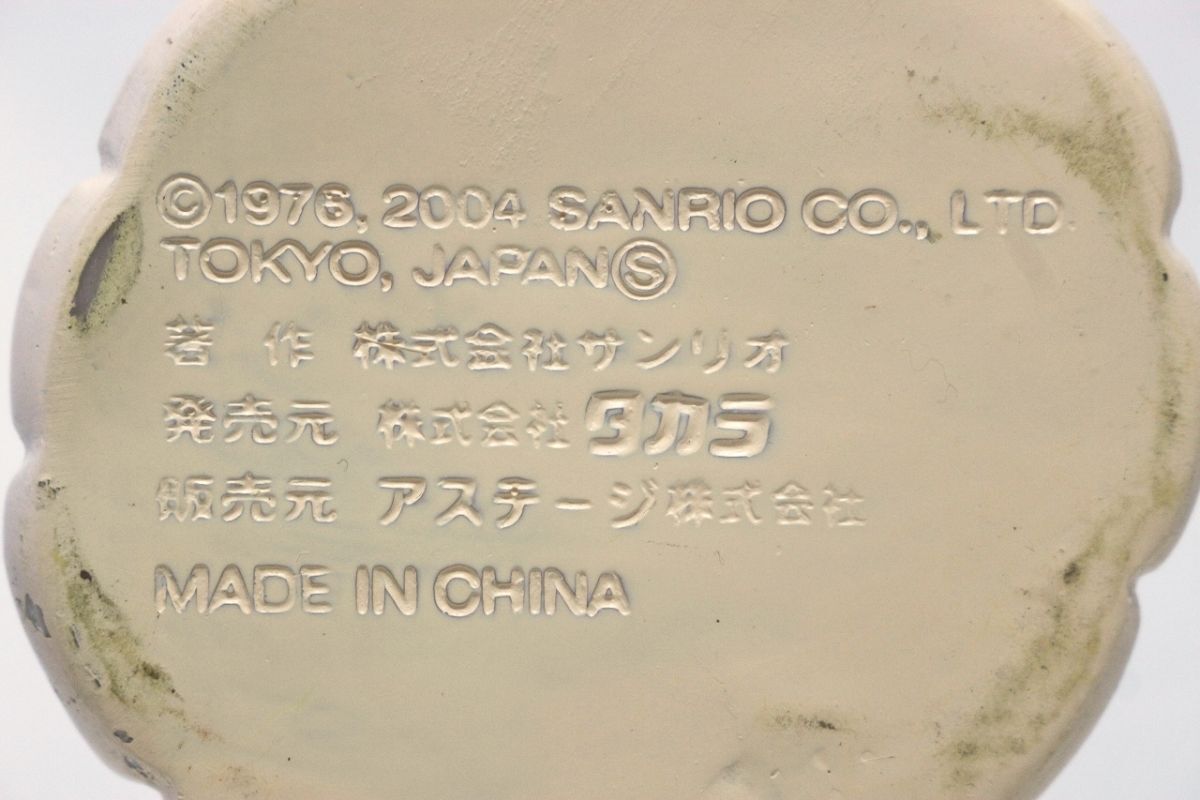 ©1976, 2004 SANRIO CO., LTD.
TOKYO, JAPANⓈ
著 作 株式会社サンリオ
発売元 株式会社タカラ
販売元 アスチージ株式会社
MADE IN CHINA